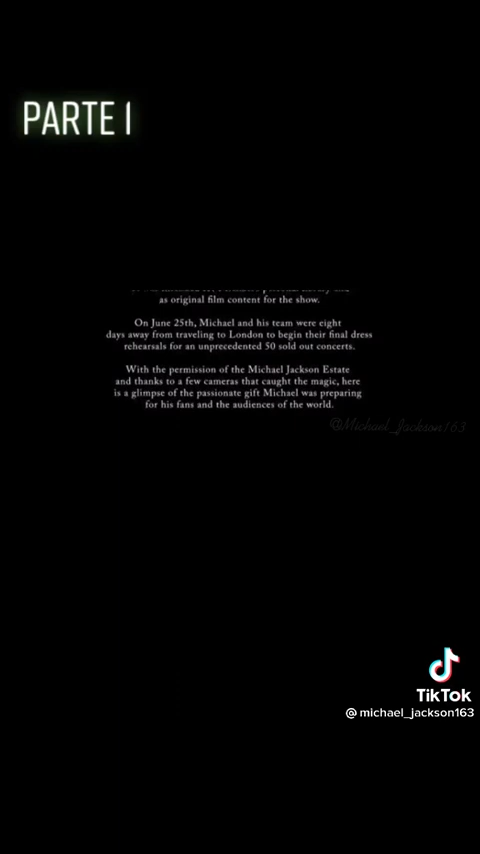 PARTE 1
as original film content for the show.
On June 25th, Michael and his team were eight
days away from traveling to London to begin their final dress
rehearsals for an unprecedented 50 sold out concerts.
With the permission of the Michael Jackson Estate
and thanks to a few cameras that caught the magic, here
is a glimpse of the passionate gift Michael was preparing
for his fans and the audiences of the world.
@Michael_Jackson163
TikTok
@michael_jackson163